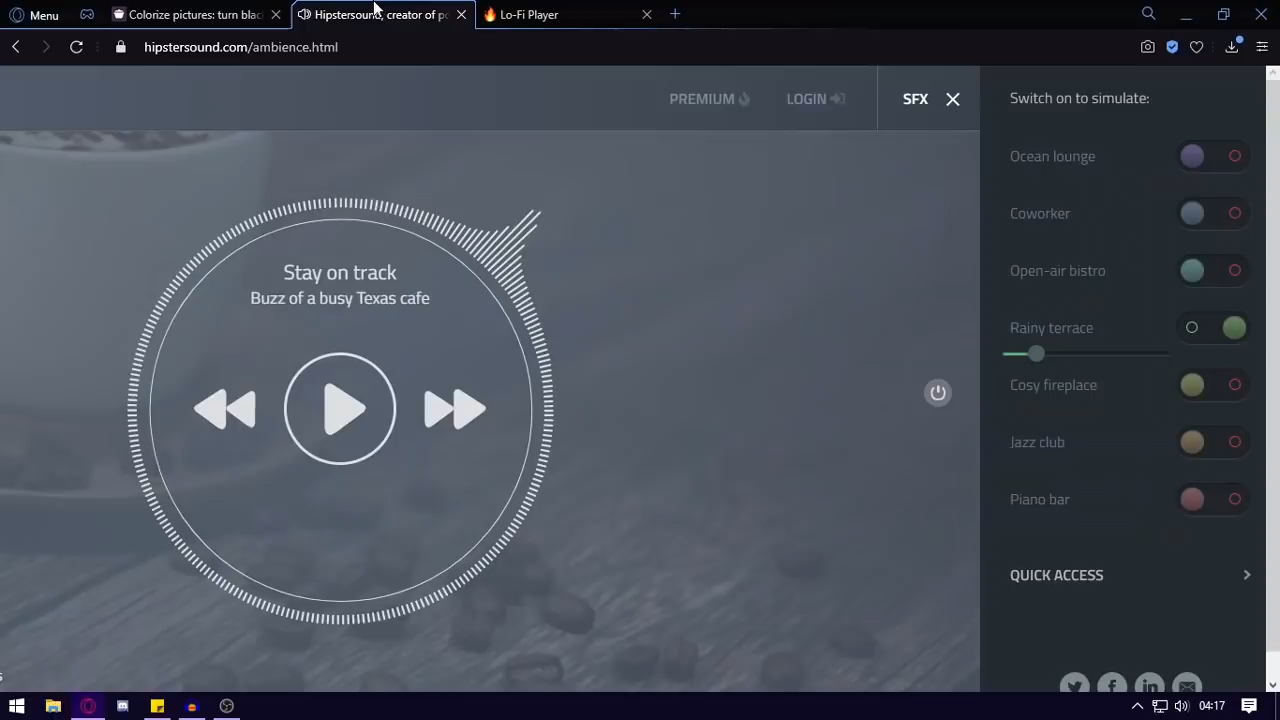 Menu
Colorize pictures: turn blac
Hipstersound, creator of po
Lo-Fi Player
hipstersound.com/ambience.html
PREMIUM
LOGIN
SFX
Switch on to simulate:
Ocean lounge
Coworker
Open-air bistro
Rainy terrace
Cosy fireplace
Jazz club
Piano bar
QUICK ACCESS
Stay on track
Buzz of a busy Texas cafe
04:17